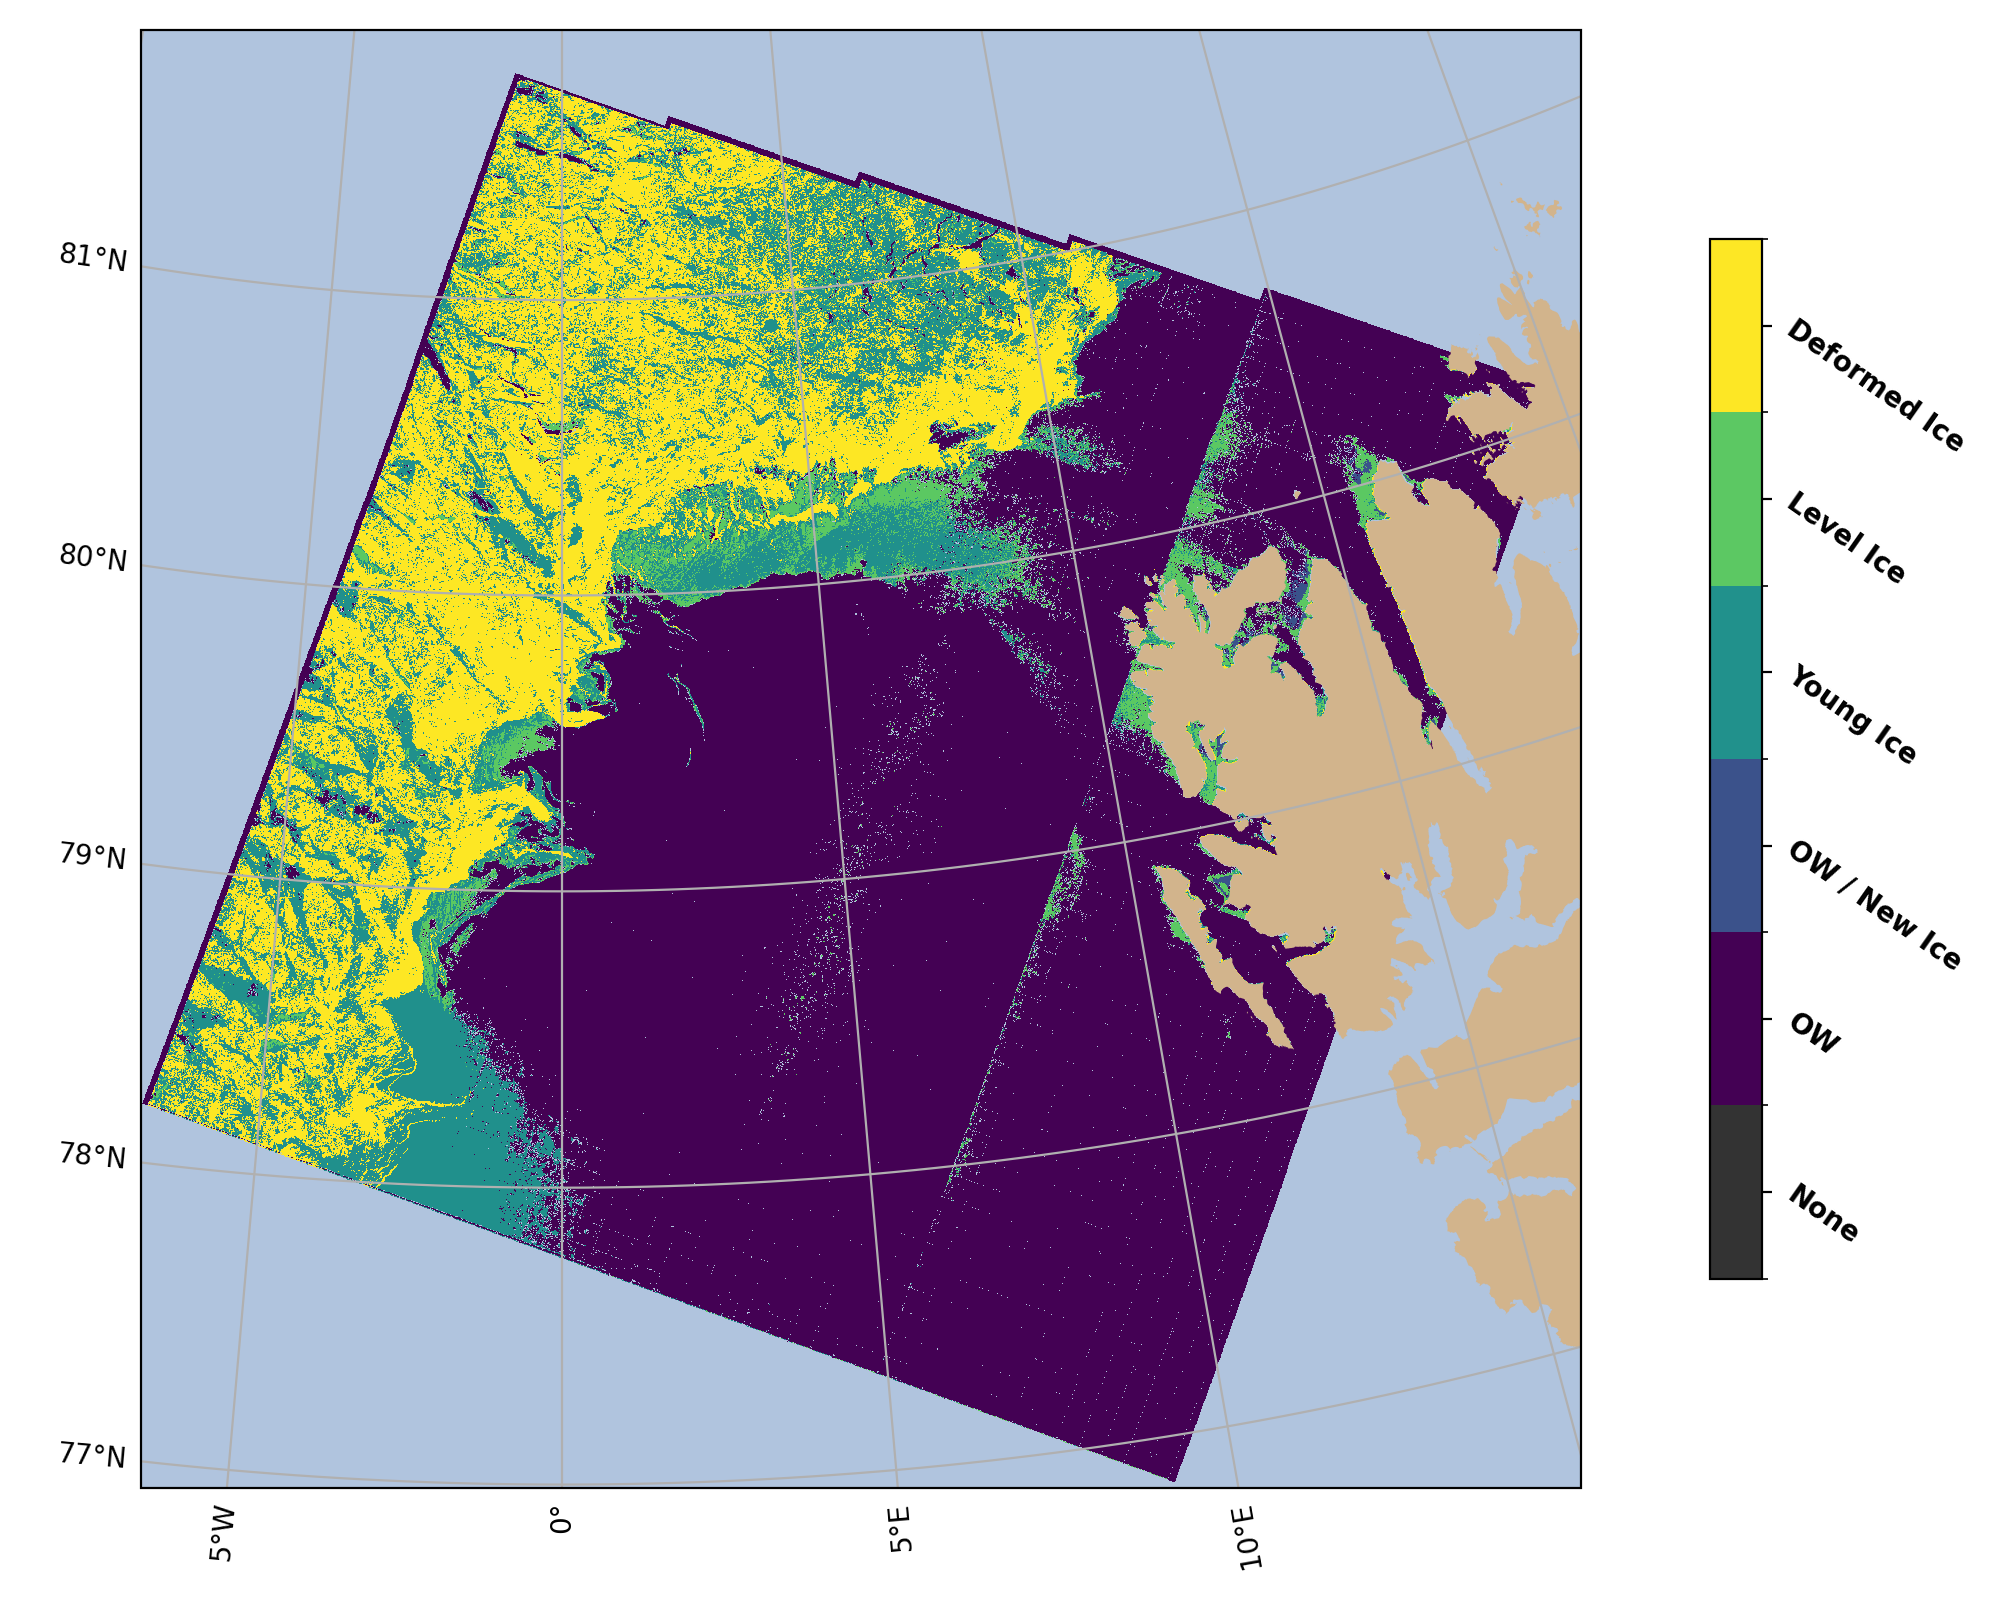 81°N
80°N
79°N
78°N
77°N
5°W
0°
5°E
10°E
Deformed Ice
Level Ice
Young Ice
OW / New Ice
OW
None